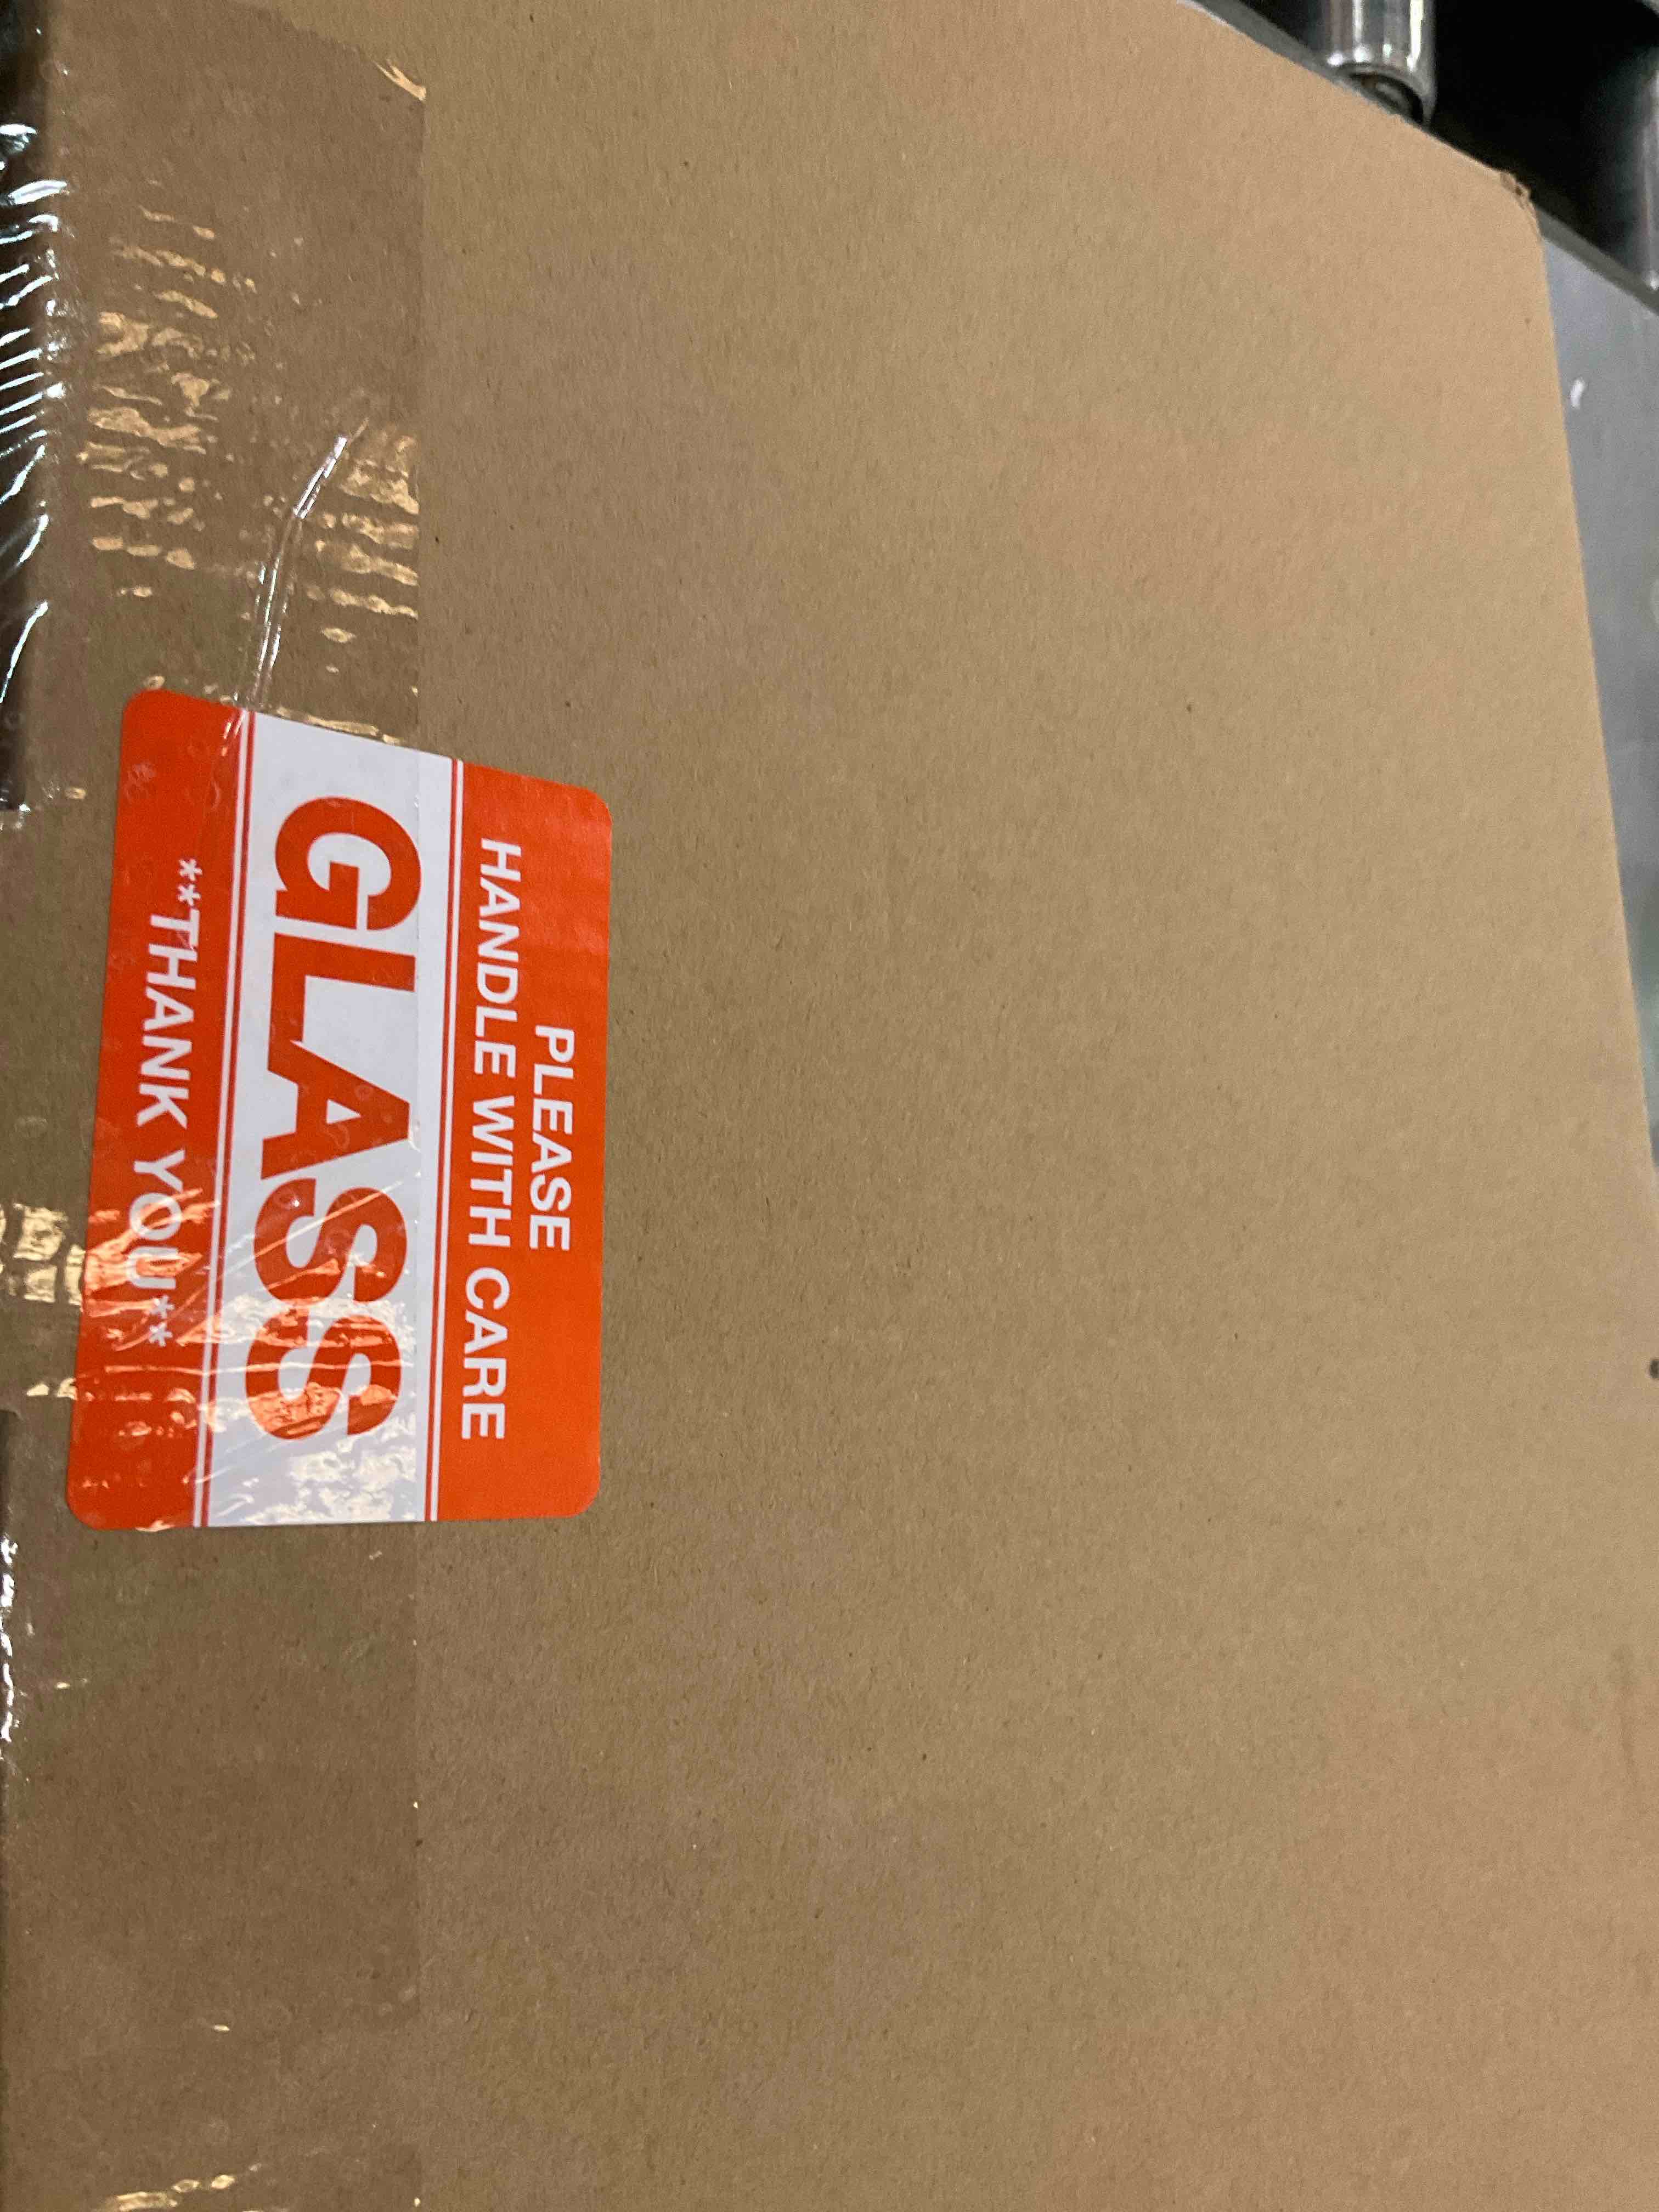 PLEASE
HANDLE WITH CARE
GLASS
**THANK YOU**